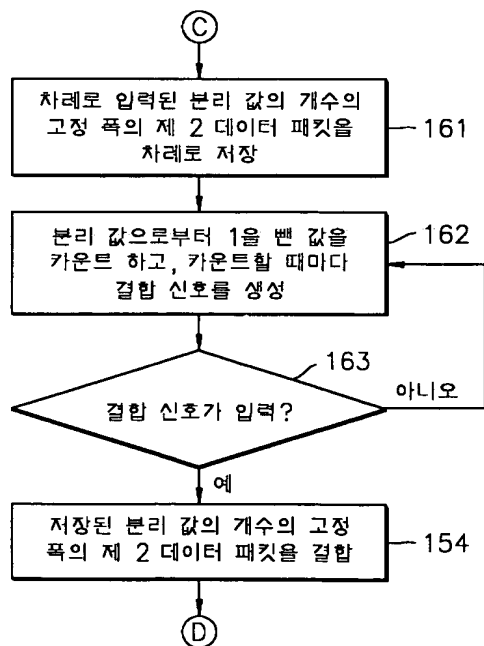 C
차례로 입력된 분리 값의 개수의
고정 폭의 제 2 데이터 패킷을
차례로 저장
161
분리 값으로부터 1을 뺀 값을
카운트 하고, 카운트할 때마다
결합 신호를 생성
162
163
결합 신호가 입력?
아니오
예
저장된 분리 값의 개수의 고정
폭의 제 2 데이터 패킷을 결합
154
D